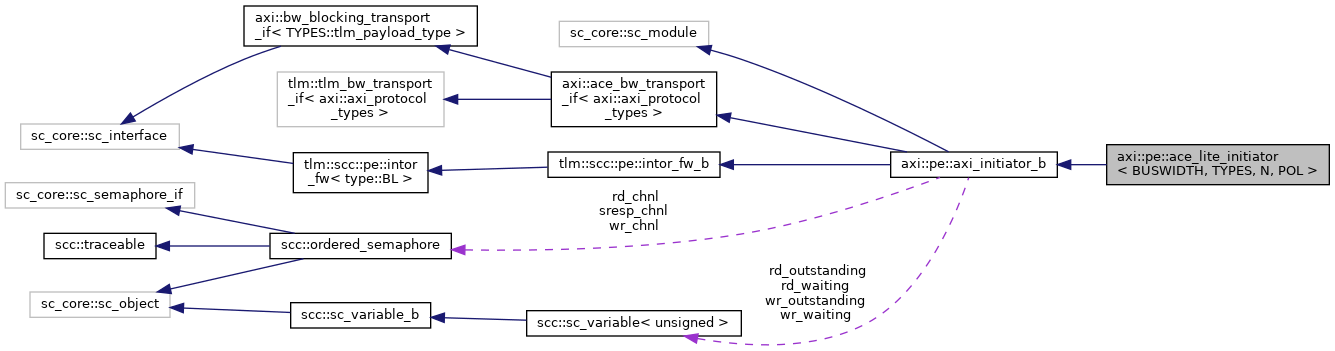 axi::bw_blocking_transport
_if< TYPES::tlm_payload_type >
sc_core::sc_module
tlm::tlm_bw_transport
_if< axi::axi_protocol
_types >
axi::ace_bw_transport
_if< axi::axi_protocol
_types >
sc_core::sc_interface
tlm::scc::pe::intor
_fw< type::BL >
tlm::scc::pe::intor_fw_b
axi::pe::axi_initiator_b
axi::pe::ace_lite_initiator
< BUSWIDTH, TYPES, N, POL >
sc_core::sc_semaphore_if
rd_chnl
sresp_chnl
wr_chnl
scc::traceable
scc::ordered_semaphore
sc_core::sc_object
rd_outstanding
rd_waiting
wr_outstanding
wr_waiting
scc::sc_variable_b
scc::sc_variable< unsigned >